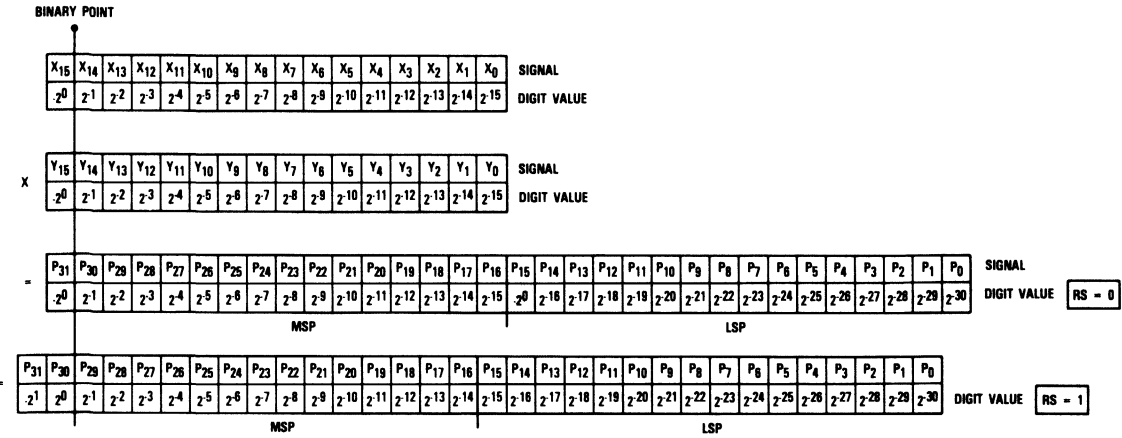 BINARY POINT
X₁₅ X₁₄ X₁₃ X₁₂ X₁₁ X₁₀ X₉ X₈ X₇ X₆ X₅ X₄ X₃ X₂ X₁ X₀ SIGNAL
-2⁰ 2⁻¹ 2⁻² 2⁻³ 2⁻⁴ 2⁻⁵ 2⁻⁶ 2⁻⁷ 2⁻⁸ 2⁻⁹ 2⁻¹⁰ 2⁻¹¹ 2⁻¹² 2⁻¹³ 2⁻¹⁴ 2⁻¹⁵ DIGIT VALUE
Y₁₅ Y₁₄ Y₁₃ Y₁₂ Y₁₁ Y₁₀ Y₉ Y₈ Y₇ Y₆ Y₅ Y₄ Y₃ Y₂ Y₁ Y₀ SIGNAL
X -2⁰ 2⁻¹ 2⁻² 2⁻³ 2⁻⁴ 2⁻⁵ 2⁻⁶ 2⁻⁷ 2⁻⁸ 2⁻⁹ 2⁻¹⁰ 2⁻¹¹ 2⁻¹² 2⁻¹³ 2⁻¹⁴ 2⁻¹⁵ DIGIT VALUE
P₃₁ P₃₀ P₂₉ P₂₈ P₂₇ P₂₆ P₂₅ P₂₄ P₂₃ P₂₂ P₂₁ P₂₀ P₁₉ P₁₈ P₁₇ P₁₆ P₁₅ P₁₄ P₁₃ P₁₂ P₁₁ P₁₀ P₉ P₈ P₇ P₆ P₅ P₄ P₃ P₂ P₁ P₀ SIGNAL
= -2⁰ 2⁻¹ 2⁻² 2⁻³ 2⁻⁴ 2⁻⁵ 2⁻⁶ 2⁻⁷ 2⁻⁸ 2⁻⁹ 2⁻¹⁰ 2⁻¹¹ 2⁻¹² 2⁻¹³ 2⁻¹⁴ 2⁻¹⁵ -2⁰ 2⁻¹⁶ 2⁻¹⁷ 2⁻¹⁸ 2⁻¹⁹ 2⁻²⁰ 2⁻²¹ 2⁻²² 2⁻²³ 2⁻²⁴ 2⁻²⁵ 2⁻²⁶ 2⁻²⁷ 2⁻²⁸ 2⁻²⁹ 2⁻³⁰ DIGIT VALUE RS = 0
MSP LSP
P₃₁ P₃₀ P₂₉ P₂₈ P₂₇ P₂₆ P₂₅ P₂₄ P₂₃ P₂₂ P₂₁ P₂₀ P₁₉ P₁₈ P₁₇ P₁₆ P₁₅ P₁₄ P₁₃ P₁₂ P₁₁ P₁₀ P₉ P₈ P₇ P₆ P₅ P₄ P₃ P₂ P₁ P₀
= -2¹ 2⁰ 2⁻¹ 2⁻² 2⁻³ 2⁻⁴ 2⁻⁵ 2⁻⁶ 2⁻⁷ 2⁻⁸ 2⁻⁹ 2⁻¹⁰ 2⁻¹¹ 2⁻¹² 2⁻¹³ 2⁻¹⁴ 2⁻¹⁵ 2⁻¹⁶ 2⁻¹⁷ 2⁻¹⁸ 2⁻¹⁹ 2⁻²⁰ 2⁻²¹ 2⁻²² 2⁻²³ 2⁻²⁴ 2⁻²⁵ 2⁻²⁶ 2⁻²⁷ 2⁻²⁸ 2⁻²⁹ 2⁻³⁰ DIGIT VALUE RS = 1
MSP LSP